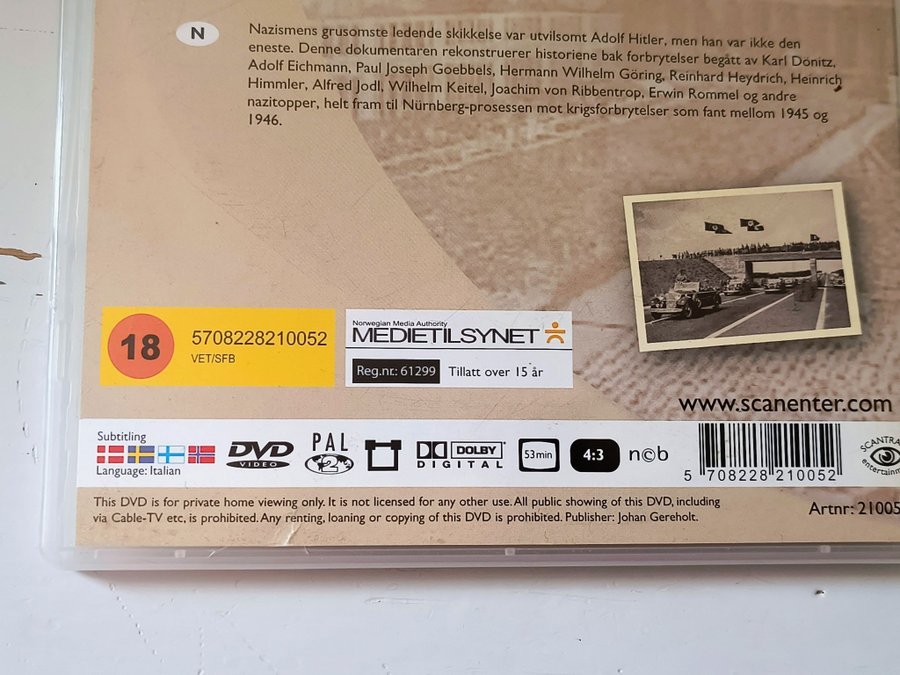 N
Nazismens grusomste ledende skikkelse var utvilsomt Adolf Hitler, men han var ikke den
eneste. Denne dokumentaren rekonstruerer historiene bak forbrytelser begått av Karl Dönitz,
Adolf Eichmann, Paul Joseph Goebbels, Hermann Wilhelm Göring, Reinhard Heydrich, Heinrich
Himmler, Alfred Jodl, Wilhelm Keitel, Joachim von Ribbentrop, Erwin Rommel og andre
nazitopper, helt fram til Nürnberg-prosessen mot krigsforbrytelser som fant mellom 1945 og
1946.
18
5708228210052
VET/SFB
Norwegian Media Authority
MEDIETILSYNET
Reg.nr.: 61299
Tillatt over 15 år
www.scanenter.com
Subtitling
Language: Italian
DVD
VIDEO
PAL
2
DOLBY
DIGITAL
53min
4:3
n©b
5 708228 210052
SCANTRA
entertainm
This DVD is for private home viewing only. It is not licensed for any other use. All public showing of this DVD, including
via Cable-TV etc, is prohibited. Any renting, loaning or copying of this DVD is prohibited. Publisher: Johan Gereholt.
Artnr: 21005